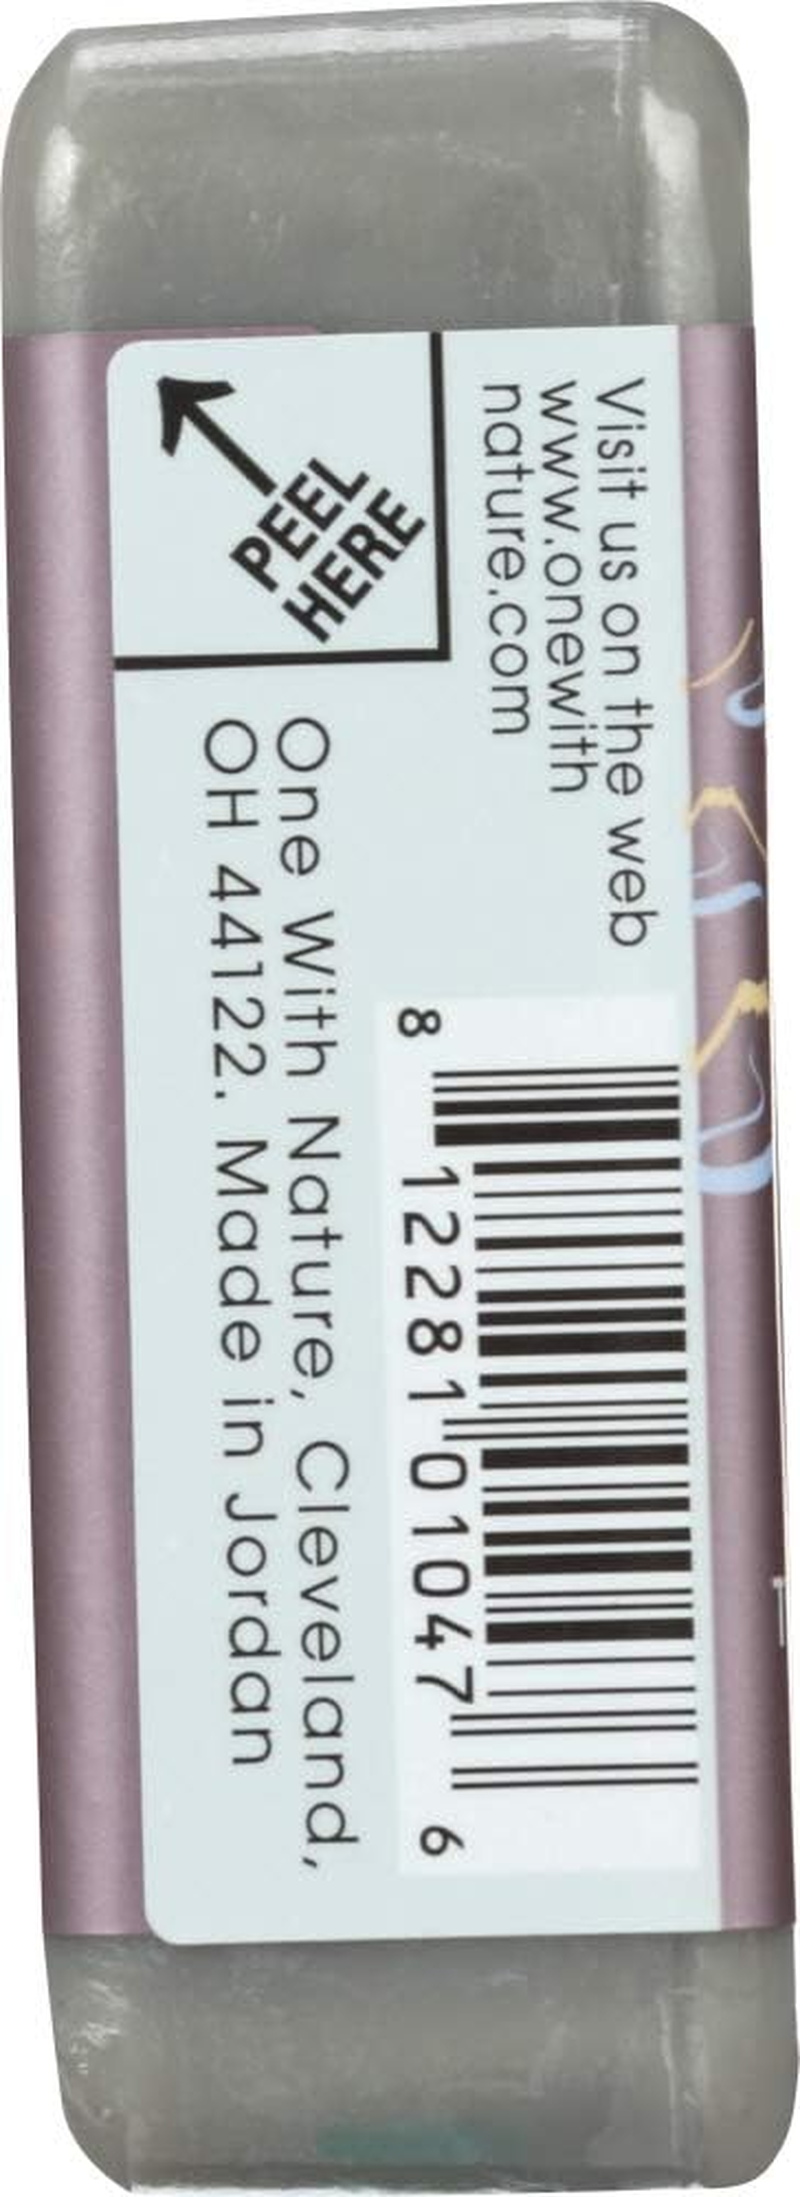 Visit us on the web
www.onewith
nature.com
PEEL
HERE
8 12281 01047 6
One With Nature, Cleveland,
OH 44122. Made in Jordan